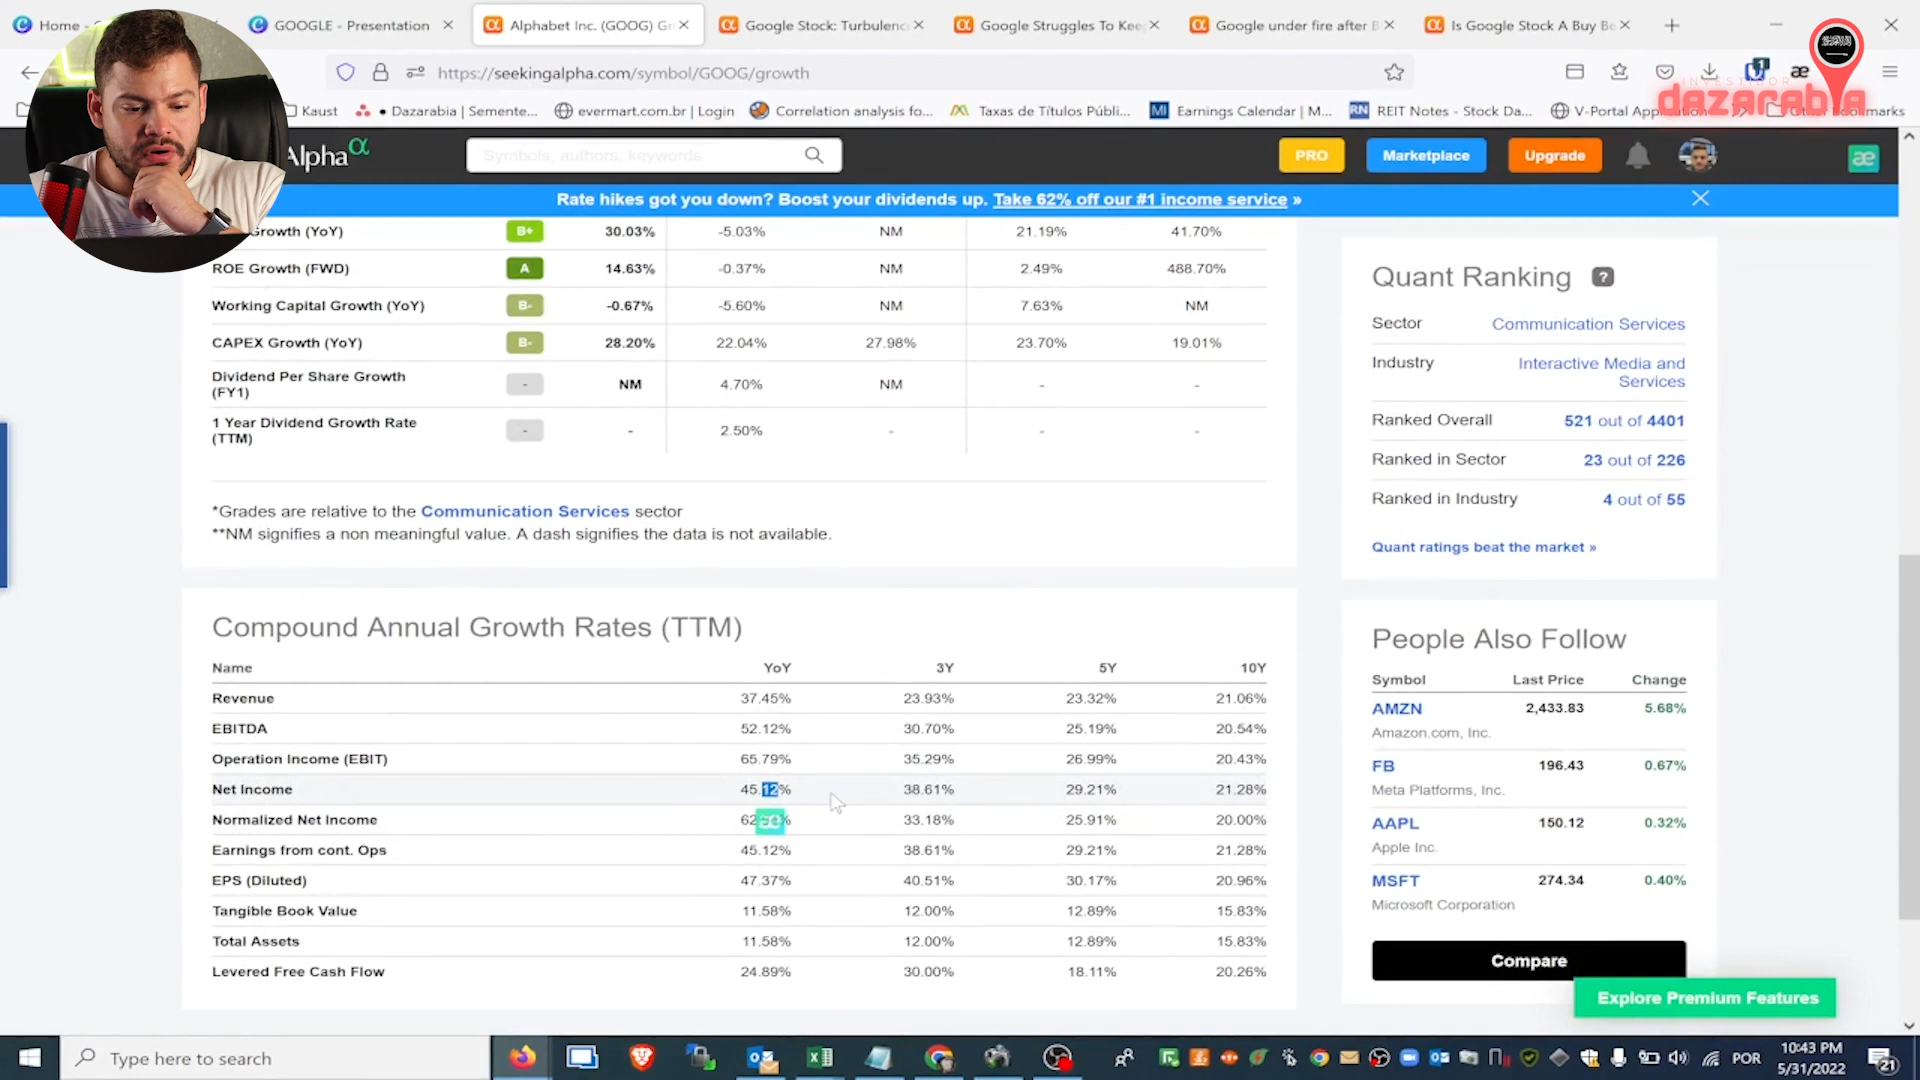 Home -
GOOGLE - Presentation
Alphabet Inc. (GOOG) Gr
Google Stock: Turbulence
Google Struggles To Kee
Google under fire after B
Is Google Stock A Buy Be
https://seekingalpha.com/symbol/GOOG/growth
INVESTIDOR
dazarabia
Kaust
• Dazarabia | Semente...
evermart.com.br | Login
Correlation analysis fo...
Taxas de Títulos Públi...
Earnings Calendar | M...
REIT Notes - Stock Da...
V-Portal Application
Other Bookmarks
Alpha α
Symbols, authors, keywords
PRO
Marketplace
Upgrade
æ
Rate hikes got you down? Boost your dividends up. Take 62% off our #1 income service »
Growth (YoY) B+ 30.03% -5.03% NM 21.19% 41.70%
ROE Growth (FWD) A 14.63% -0.37% NM 2.49% 488.70%
Working Capital Growth (YoY) B- -0.67% -5.60% NM 7.63% NM
CAPEX Growth (YoY) B- 28.20% 22.04% 27.98% 23.70% 19.01%
Dividend Per Share Growth (FY1) - NM 4.70% NM - -
1 Year Dividend Growth Rate (TTM) - - 2.50% - - -
*Grades are relative to the Communication Services sector
**NM signifies a non meaningful value. A dash signifies the data is not available.
Compound Annual Growth Rates (TTM)
Name YoY 3Y 5Y 10Y
Revenue 37.45% 23.93% 23.32% 21.06%
EBITDA 52.12% 30.70% 25.19% 20.54%
Operation Income (EBIT) 65.79% 35.29% 26.99% 20.43%
Net Income 45.12% 38.61% 29.21% 21.28%
Normalized Net Income 33.18% 25.91% 20.00%
Earnings from cont. Ops 45.12% 38.61% 29.21% 21.28%
EPS (Diluted) 47.37% 40.51% 30.17% 20.96%
Tangible Book Value 11.58% 12.00% 12.89% 15.83%
Total Assets 11.58% 12.00% 12.89% 15.83%
Levered Free Cash Flow 24.89% 30.00% 18.11% 20.26%
Quant Ranking ?
Sector Communication Services
Industry Interactive Media and Services
Ranked Overall 521 out of 4401
Ranked in Sector 23 out of 226
Ranked in Industry 4 out of 55
Quant ratings beat the market »
People Also Follow
Symbol Last Price Change
AMZN 2,433.83 5.68%
Amazon.com, Inc.
FB 196.43 0.67%
Meta Platforms, Inc.
AAPL 150.12 0.32%
Apple Inc.
MSFT 274.34 0.40%
Microsoft Corporation
Compare
Explore Premium Features
Type here to search
POR
10:43 PM
5/31/2022
21